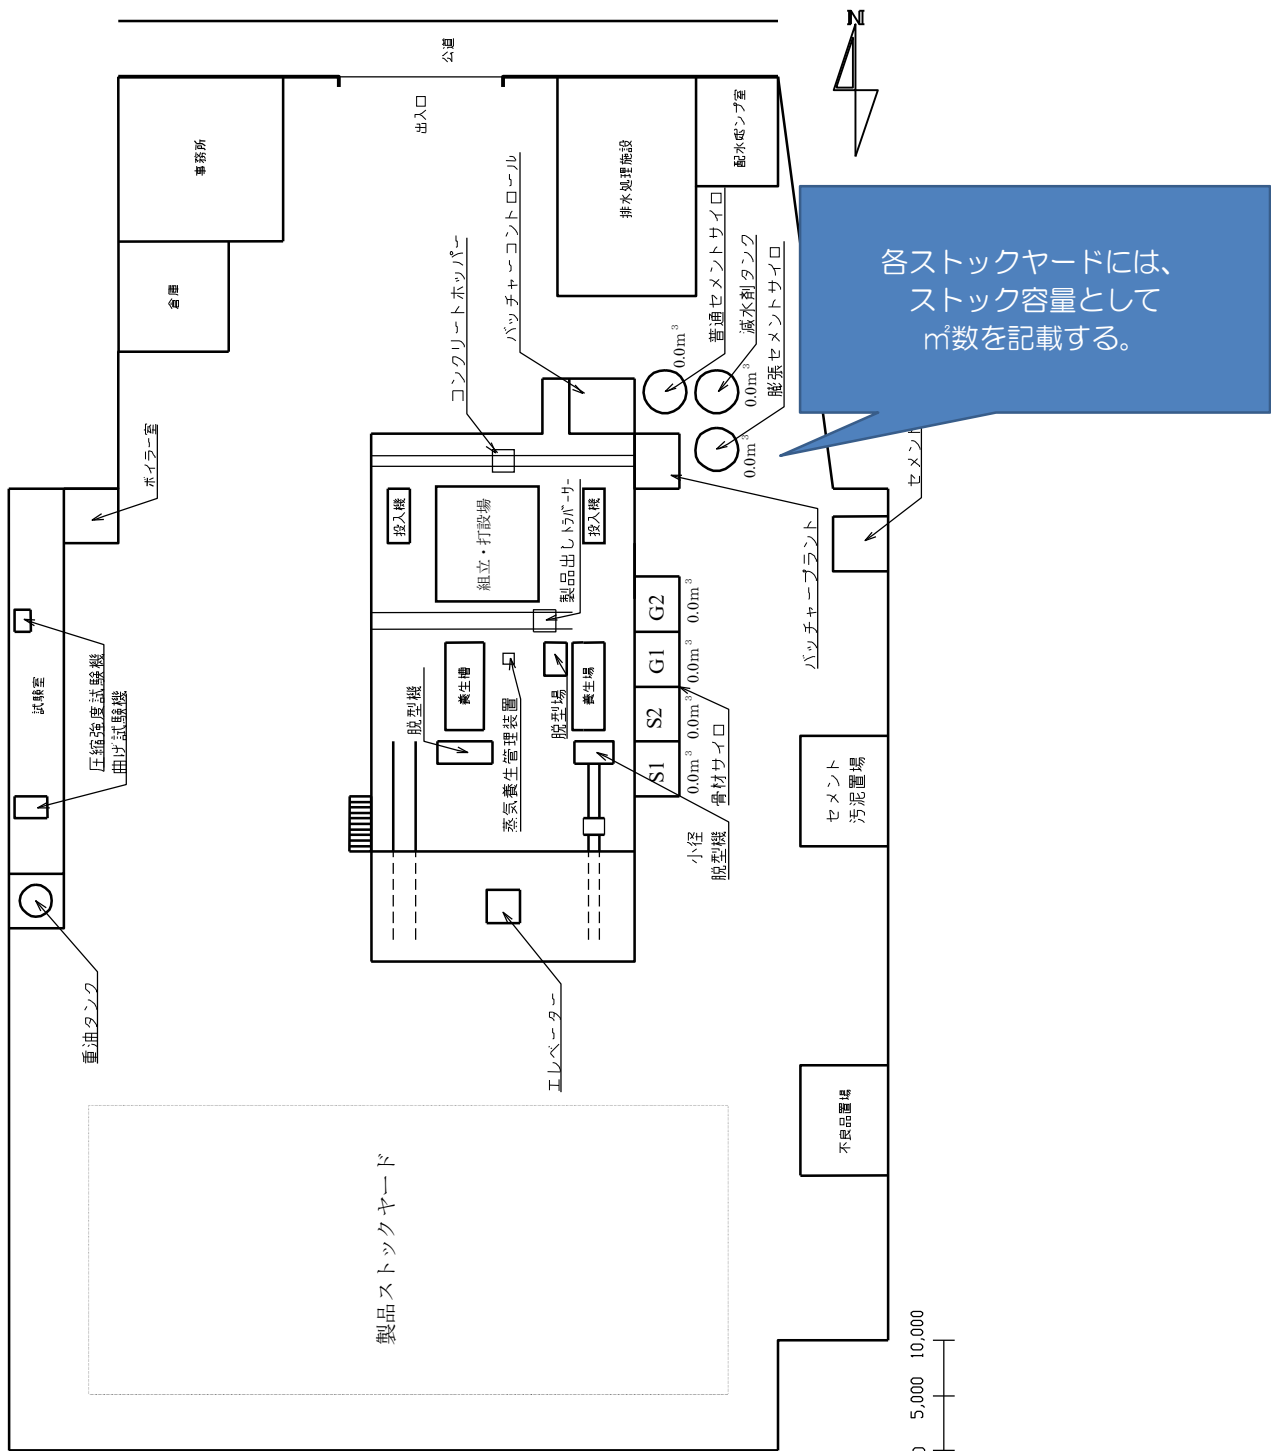 公道
N
出入口
事務所
倉庫
排水処理施設
配水ポンプ室
コンクリートホッパー
バッチャーコントロール
普通セメントサイロ
減水剤タンク
膨張セメントサイロ
0.0m³
0.0m³
0.0m³
各ストックヤードには、
ストック容量として
㎡数を記載する。
ボイラー室
セメント
投入機
組立・打設場
投入機
製品出しトラバーサー
バッチャープラント
G2
0.0m³
G1
0.0m³
S2
0.0m³
S1
0.0m³
骨材サイロ
試験室
圧縮強度試験機
曲げ試験機
脱型機
養生槽
蒸気養生管理装置
脱型場
養生場
小径
脱型機
セメント
汚泥置場
重油タンク
エレベーター
不良品置場
製品ストックヤード
10,000
5,000
0